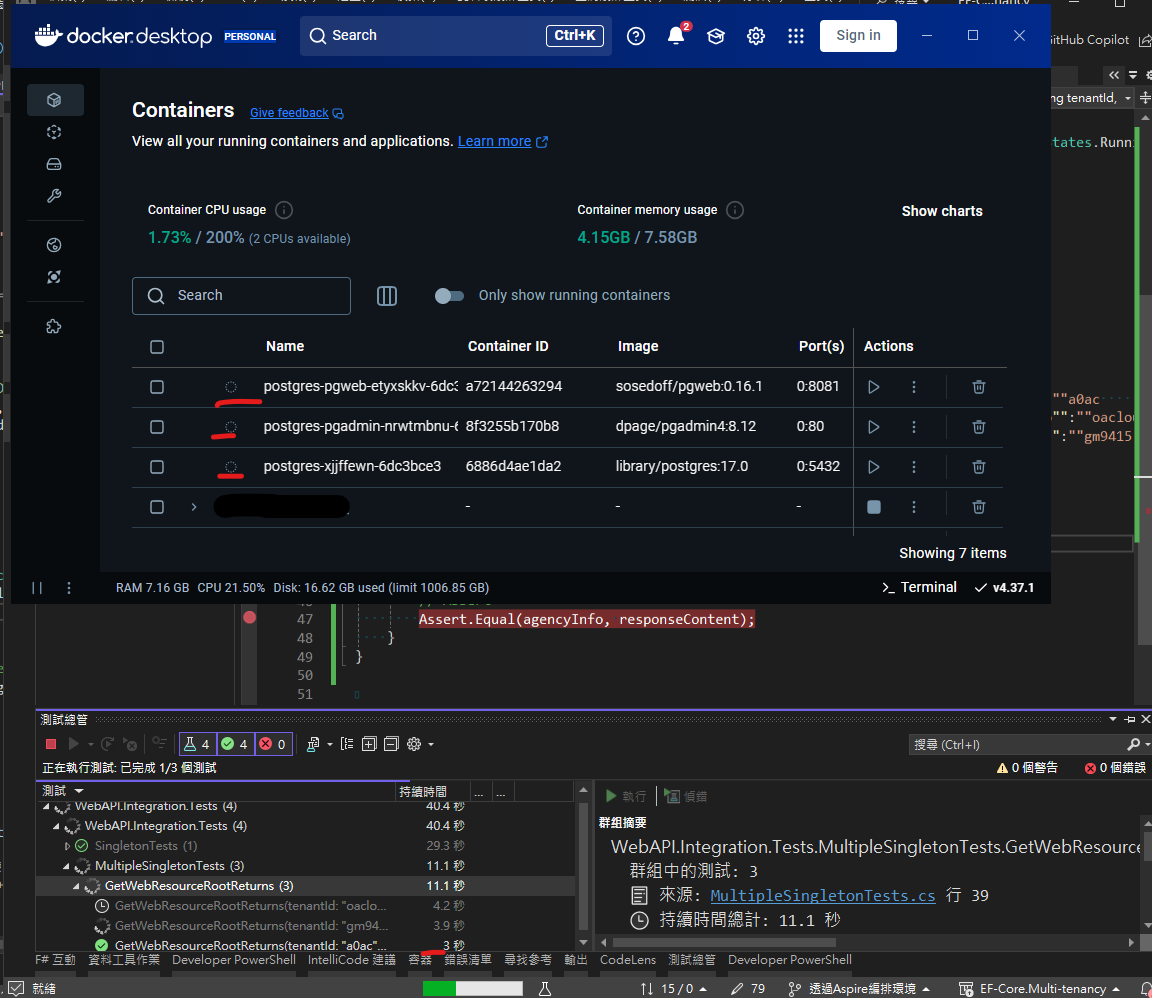 docker.desktop PERSONAL Search Ctrl+K 2 Sign in
GitHub Copilot
Containers Give feedback
View all your running containers and applications. Learn more
Container CPU usage Container memory usage Show charts
1.73% / 200% (2 CPUs available) 4.15GB / 7.58GB
Search Only show running containers
Name Container ID Image Port(s) Actions
postgres-pgweb-etyxskkv-6dc3 a72144263294 sosedoff/pgweb:0.16.1 0:8081
postgres-pgadmin-nrwtmbnu-6 8f3255b170b8 dpage/pgadmin4:8.12 0:80
postgres-xjjffewn-6dc3bce3 6886d4ae1da2 library/postgres:17.0 0:5432
- - -
Showing 7 items
RAM 7.16 GB CPU 21.50% Disk: 16.62 GB used (limit 1006.85 GB) Terminal v4.37.1
ng tenantId,
tates.Runni
""a0ac
"":""oaclou
":""gm9415
47 Assert.Equal(agencyInfo, responseContent);
48 }
49 }
50
51
測試總管
4 4 0 搜尋 (Ctrl+I)
正在執行測試: 已完成 1/3 個測試 0 個警告 0 個錯誤
測試 持續時間 ... ...
WebAPI.Integration.Tests (4) 40.4 秒
WebAPI.Integration.Tests (4) 40.4 秒
SingletonTests (1) 29.3 秒
MultipleSingletonTests (3) 11.1 秒
GetWebResourceRootReturns (3) 11.1 秒
GetWebResourceRootReturns(tenantId: "oaclo... 4.2 秒
GetWebResourceRootReturns(tenantId: "gm94... 3.9 秒
GetWebResourceRootReturns(tenantId: "a0ac"... 3 秒
執行 偵錯
群組摘要
WebAPI.Integration.Tests.MultipleSingletonTests.GetWebResource
群組中的測試: 3
來源: MultipleSingletonTests.cs 行 39
持續時間總計: 11.1 秒
F# 互動 資料工具作業 Developer PowerShell IntelliCode 建議 容器 錯誤清單 尋找參考 輸出 CodeLens 測試總管 Developer PowerShell
就緒 15 / 0 79 透過Aspire編排環境 EF-Core.Multi-tenancy